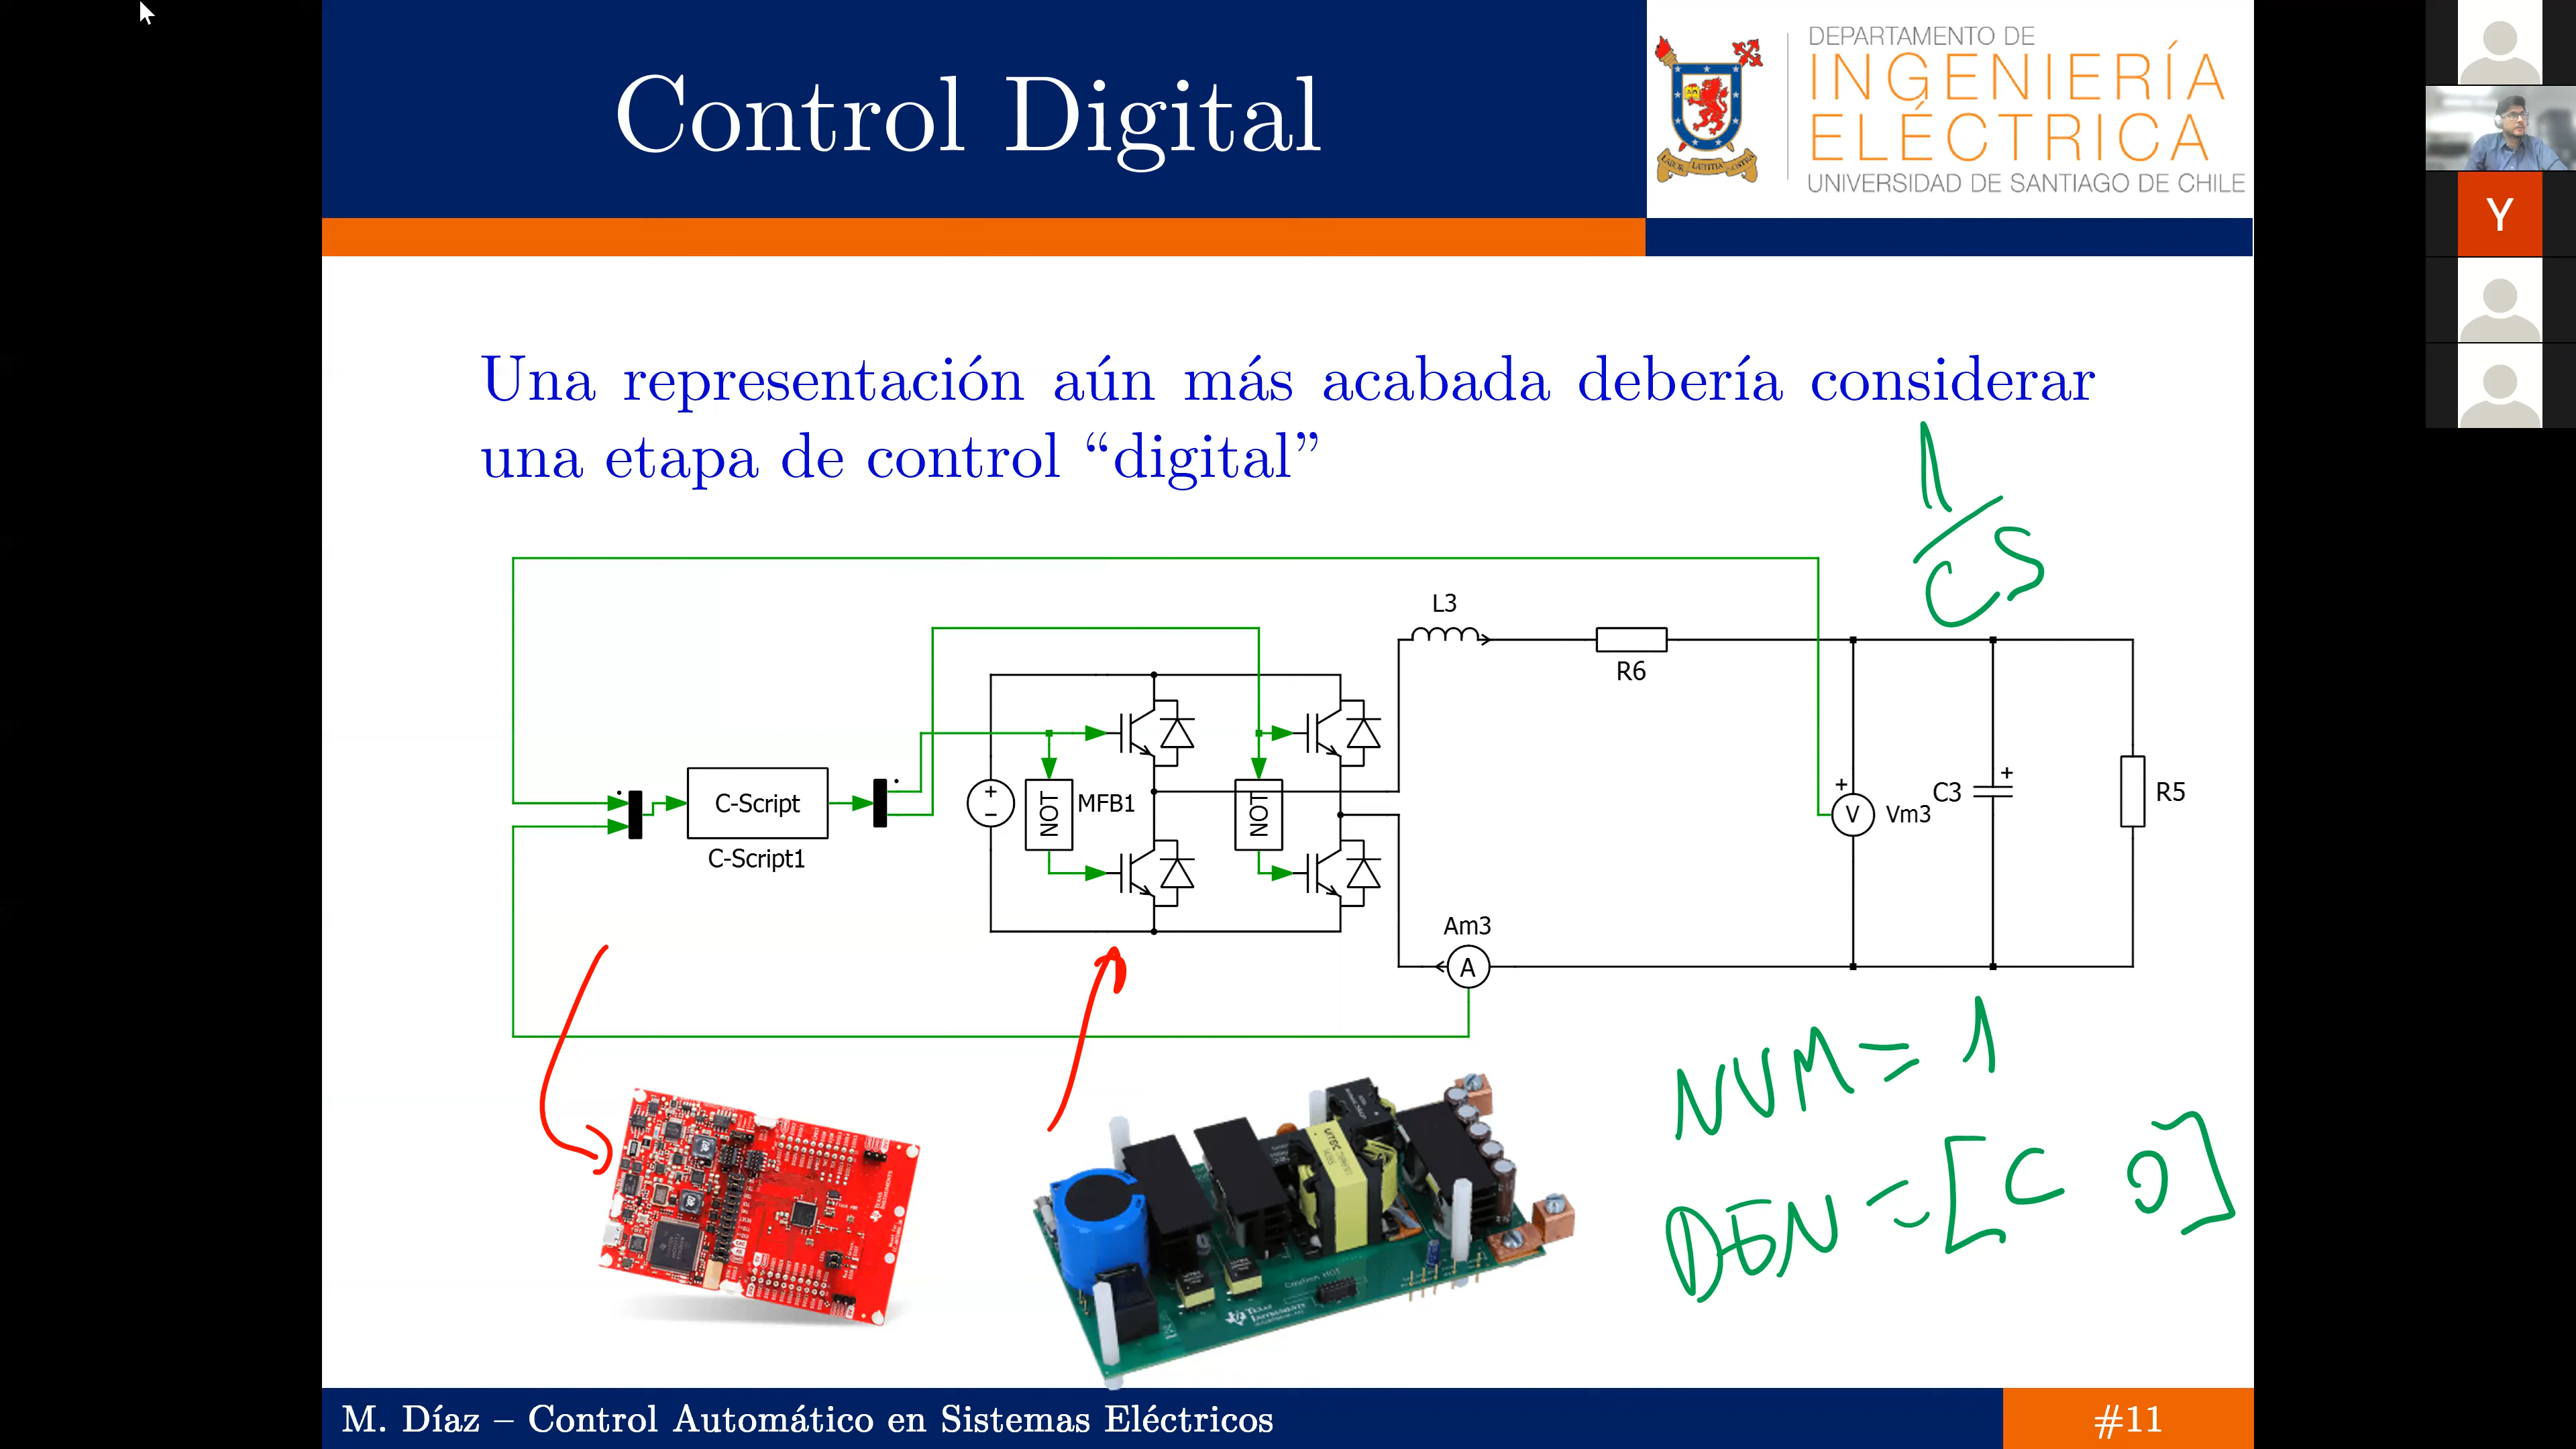 Control Digital
DEPARTAMENTO DE
INGENIERÍA
ELÉCTRICA
UNIVERSIDAD DE SANTIAGO DE CHILE
Y
Una representación aún más acabada debería considerar
una etapa de control “digital”
1
CS
L3
R6
C-Script
C-Script1
+
−
NOT
MFB1
NOT
+
V
Vm3
C3
+
R5
Am3
A
NUM = 1
DEN = [C 0]
TEXAS
INSTRUMENTS
M. Díaz – Control Automático en Sistemas Eléctricos
#11